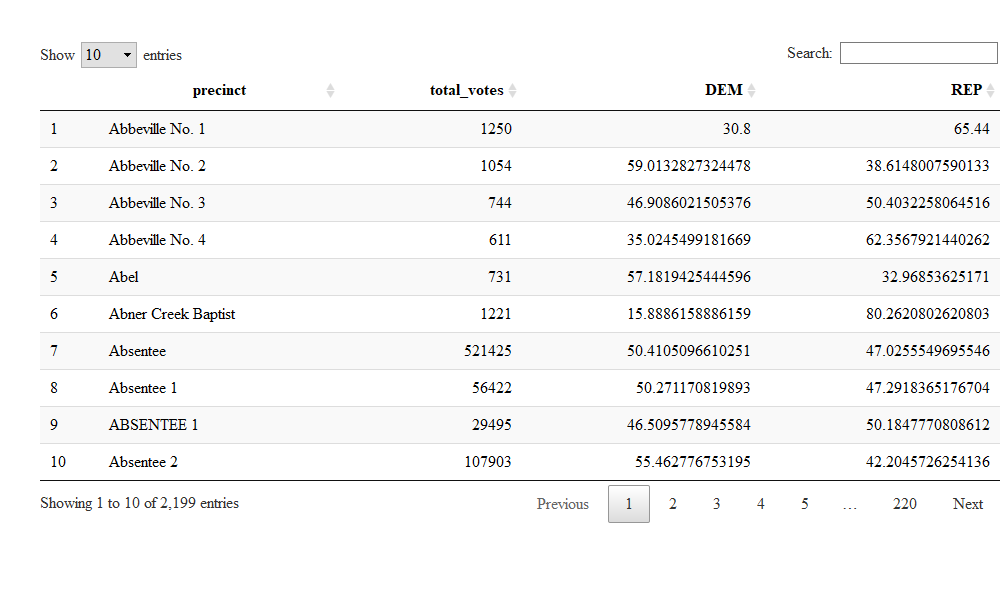 Show 10 entries Search:
precinct total_votes DEM REP
1 Abbeville No. 1 1250 30.8 65.44
2 Abbeville No. 2 1054 59.0132827324478 38.6148007590133
3 Abbeville No. 3 744 46.9086021505376 50.4032258064516
4 Abbeville No. 4 611 35.0245499181669 62.3567921440262
5 Abel 731 57.1819425444596 32.96853625171
6 Abner Creek Baptist 1221 15.8886158886159 80.2620802620803
7 Absentee 521425 50.4105096610251 47.0255549695546
8 Absentee 1 56422 50.271170819893 47.2918365176704
9 ABSENTEE 1 29495 46.5095778945584 50.1847770808612
10 Absentee 2 107903 55.462776753195 42.2045726254136
Showing 1 to 10 of 2,199 entries Previous 1 2 3 4 5 … 220 Next